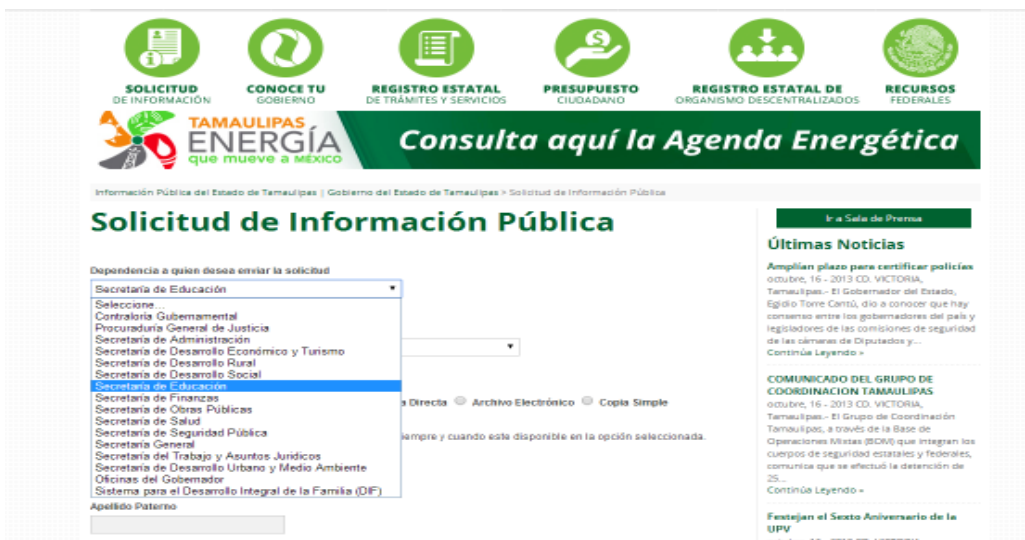 SOLICITUD
DE INFORMACIÓN
CONOCE TU
GOBIERNO
REGISTRO ESTATAL
DE TRÁMITES Y SERVICIOS
PRESUPUESTO
CIUDADANO
REGISTRO ESTATAL DE
ORGANISMO DESCENTRALIZADOS
RECURSOS
FEDERALES
TAMAULIPAS
ENERGÍA
que mueve a MÉXICO
Consulta aquí la Agenda Energética
Información Pública del Estado de Tamaulipas | Gobierno del Estado de Tamaulipas > Solicitud de Información Pública
Solicitud de Información Pública
Dependencia a quien desea enviar la solicitud
Secretaría de Educación
Seleccione...
Contraloría Gubernamental
Procuraduría General de Justicia
Secretaría de Administración
Secretaría de Desarrollo Económico y Turismo
Secretaría de Desarrollo Rural
Secretaría de Desarrollo Social
Secretaría de Educación
Secretaría de Finanzas
Secretaría de Obras Públicas
Secretaría de Salud
Secretaría de Seguridad Pública
Secretaría General
Secretaría del Trabajo y Asuntos Jurídicos
Secretaría de Desarrollo Urbano y Medio Ambiente
Oficinas del Gobernador
Sistema para el Desarrollo Integral de la Familia (DIF)
a Directa Archivo Electrónico Copia Simple
iempre y cuando este disponible en la opción seleccionada.
Apellido Paterno
Ir a Sala de Prensa
Últimas Noticias
Amplían plazo para certificar policías
octubre, 16 - 2013 CD. VICTORIA,
Tamaulipas.- El Gobernador del Estado,
Egidio Torre Cantú, dio a conocer que hay
consenso entre los gobernadores del país y
legisladores de las comisiones de seguridad
de las cámaras de Diputados y...
Continúa Leyendo »
COMUNICADO DEL GRUPO DE
COORDINACION TAMAULIPAS
octubre, 16 - 2013 CD. VICTORIA,
Tamaulipas.- El Grupo de Coordinación
Tamaulipas, a través de la Base de
Operaciones Mixtas (BOM) que integran los
cuerpos de seguridad estatales y federales,
comunica que se efectuó la detención de
25...
Continúa Leyendo »
Festejan el Sexto Aniversario de la
UPV